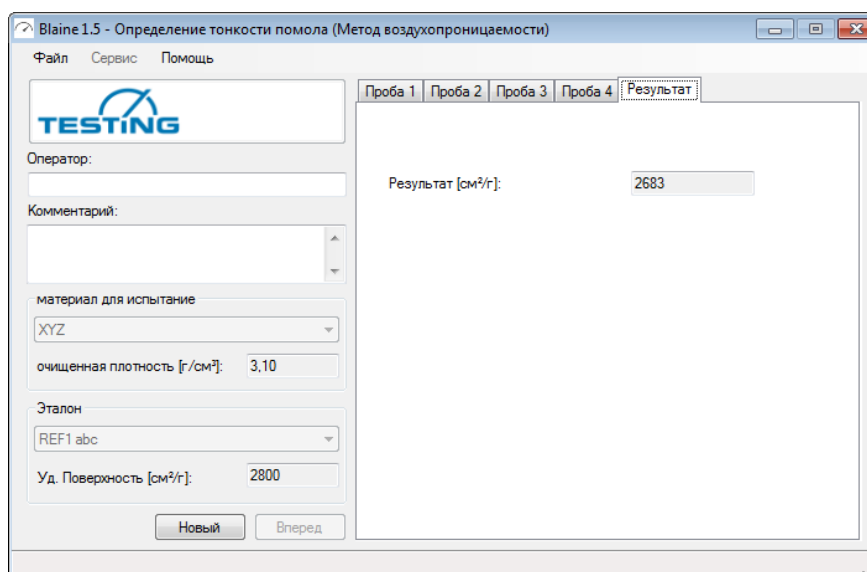 Blaine 1.5 - Определение тонкости помола (Метод воздухопроницаемости)
Файл Сервис Помощь
TESTING
Оператор:
Комментарий:
материал для испытание
XYZ
очищенная плотность [г/см³]: 3,10
Эталон
REF1 abc
Уд. Поверхность [см²/г]: 2800
Новый Вперед
Проба 1 Проба 2 Проба 3 Проба 4 Результат
Результат [см²/г]: 2683